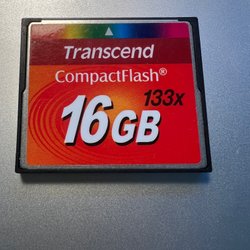 Transcend
CompactFlash®
133x
16GB